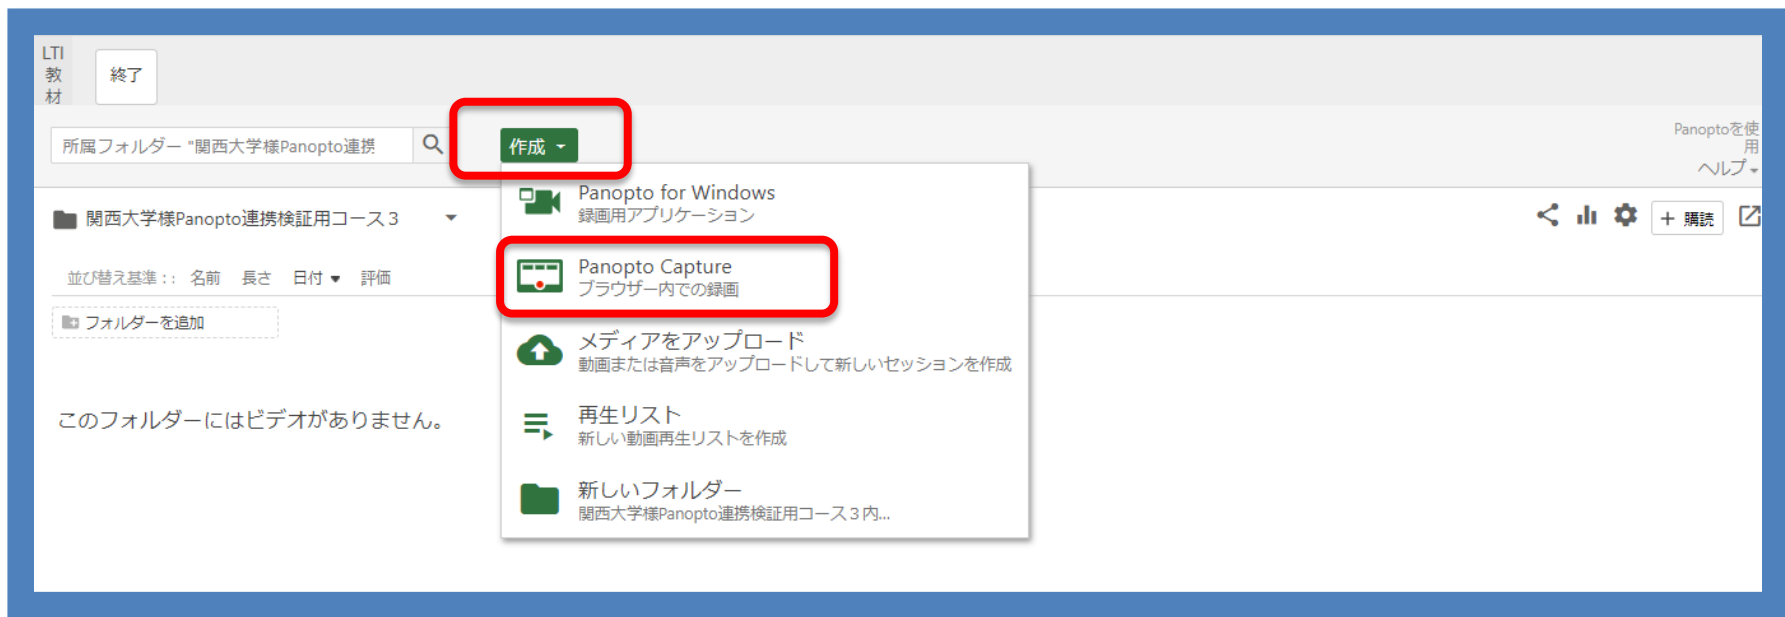 LTI
教
材
終了
所属フォルダー "関西大学様Panopto連携
作成
Panoptoを使
用
ヘルプ
Panopto for Windows
録画用アプリケーション
関西大学様Panopto連携検証用コース３
+ 購読
Panopto Capture
ブラウザー内での録画
並び替え基準 : : 名前 長さ 日付 評価
フォルダーを追加
メディアをアップロード
動画または音声をアップロードして新しいセッションを作成
このフォルダーにはビデオがありません。
再生リスト
新しい動画再生リストを作成
新しいフォルダー
関西大学様Panopto連携検証用コース３内...